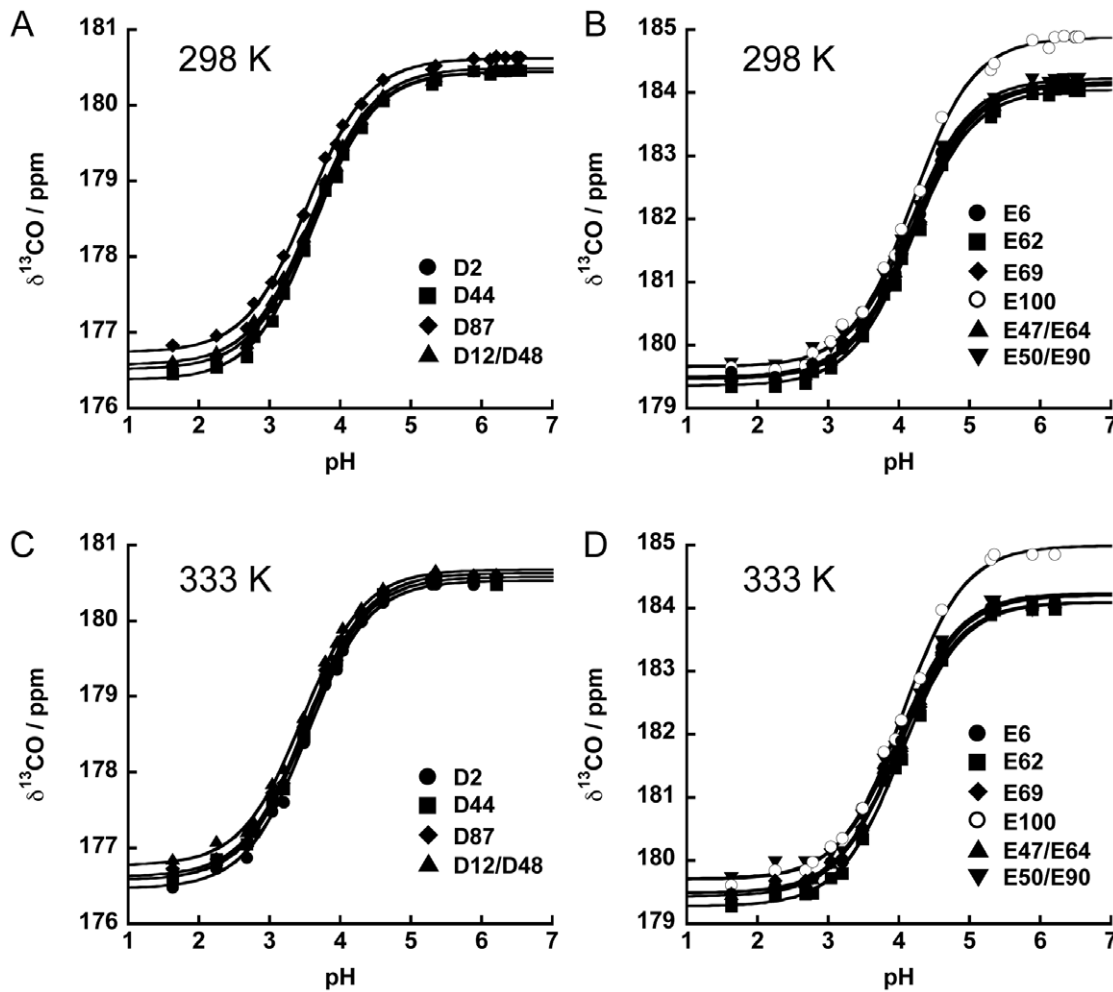 A
298 K
181
180
179
178
177
176
δ¹³CO / ppm
D2
D44
D87
D12/D48
1 2 3 4 5 6 7
pH
B
298 K
185
184
183
182
181
180
179
δ¹³CO / ppm
E6
E62
E69
E100
E47/E64
E50/E90
1 2 3 4 5 6 7
pH
C
333 K
181
180
179
178
177
176
δ¹³CO / ppm
D2
D44
D87
D12/D48
1 2 3 4 5 6 7
pH
D
333 K
185
184
183
182
181
180
179
δ¹³CO / ppm
E6
E62
E69
E100
E47/E64
E50/E90
1 2 3 4 5 6 7
pH